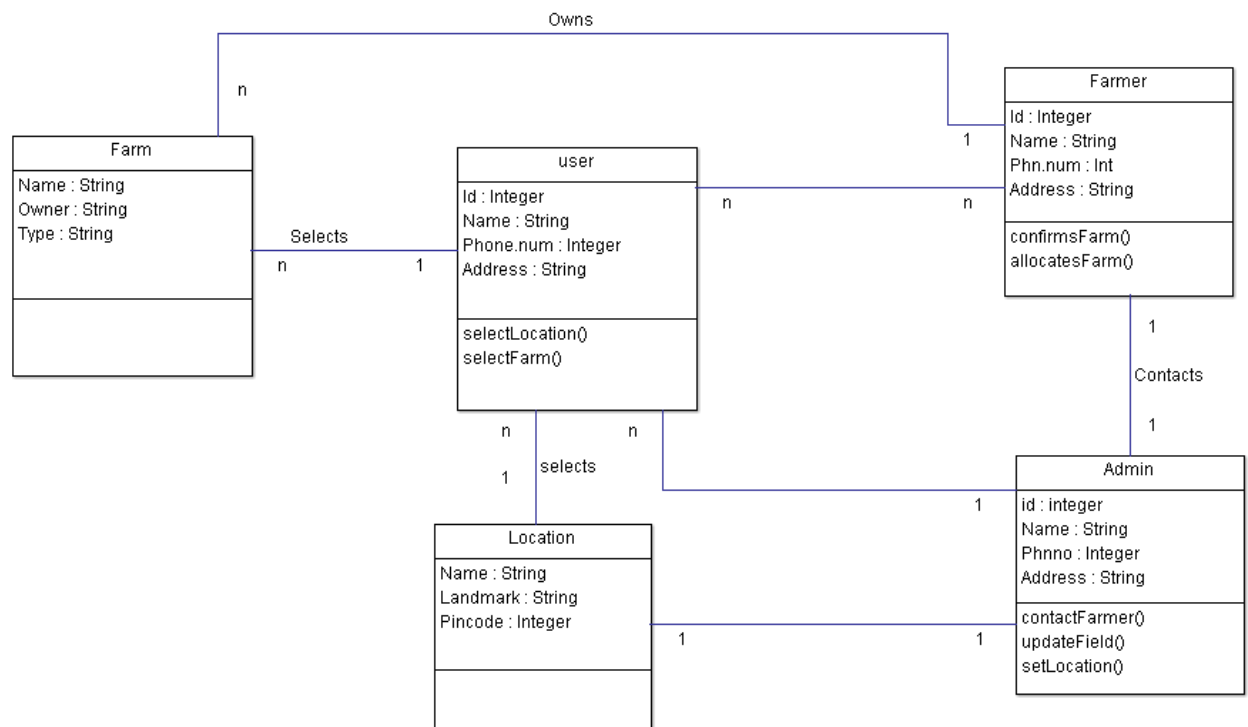 Owns
n
1
Farm
Name : String
Owner : String
Type : String
Selects
n
1
user
Id : Integer
Name : String
Phone.num : Integer
Address : String
selectLocation()
selectFarm()
n
n
Farmer
Id : Integer
Name : String
Phn.num : Int
Address : String
confirmsFarm()
allocatesFarm()
1
Contacts
1
n
selects
1
n
1
Location
Name : String
Landmark : String
Pincode : Integer
1
1
Admin
id : integer
Name : String
Phnno : Integer
Address : String
contactFarmer()
updateField()
setLocation()